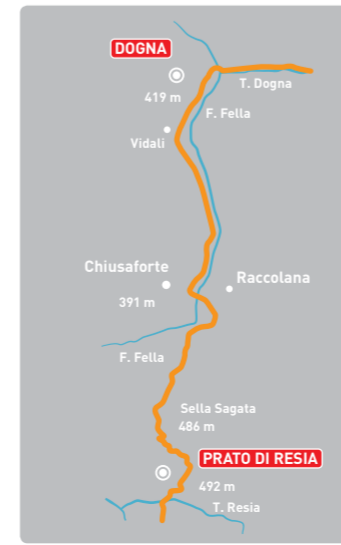 DOGNA
T. Dogna
419 m
F. Fella
Vidali
Chiusaforte
Raccolana
391 m
F. Fella
Sella Sagata
486 m
PRATO DI RESIA
492 m
T. Resia